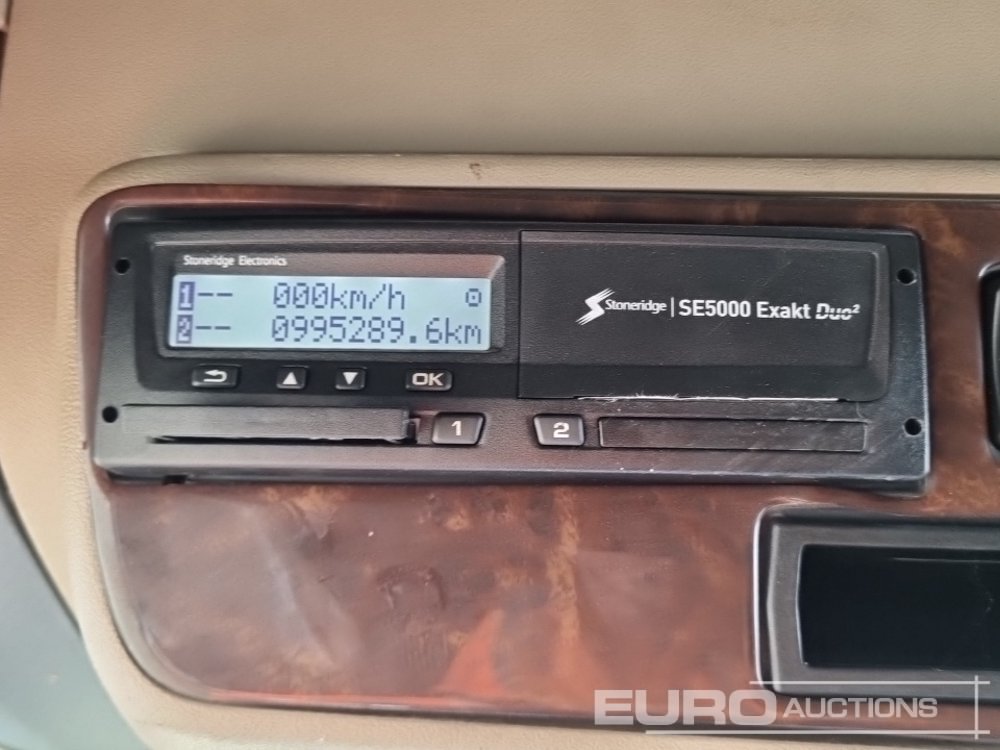 Stoneridge Electronics
1-- 000km/h
2-- 0995289.6km
OK
Stoneridge | SE5000 Exakt Duo²
1
2
EURO AUCTIONS